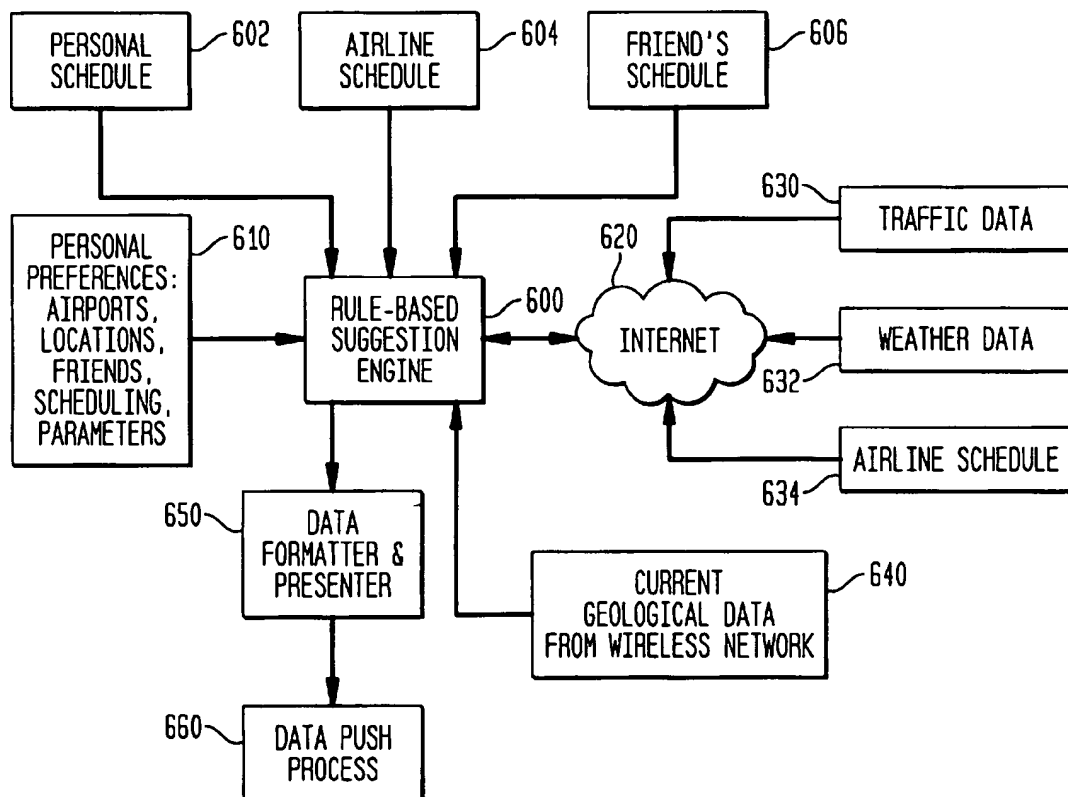 PERSONAL
SCHEDULE
602
AIRLINE
SCHEDULE
604
FRIEND'S
SCHEDULE
606
PERSONAL
PREFERENCES:
AIRPORTS,
LOCATIONS,
FRIENDS,
SCHEDULING,
PARAMETERS
610
RULE-BASED
SUGGESTION
ENGINE
600
620
INTERNET
630
TRAFFIC DATA
WEATHER DATA
632
AIRLINE SCHEDULE
634
650
DATA
FORMATTER &
PRESENTER
CURRENT
GEOLOGICAL DATA
FROM WIRELESS NETWORK
640
660
DATA PUSH
PROCESS